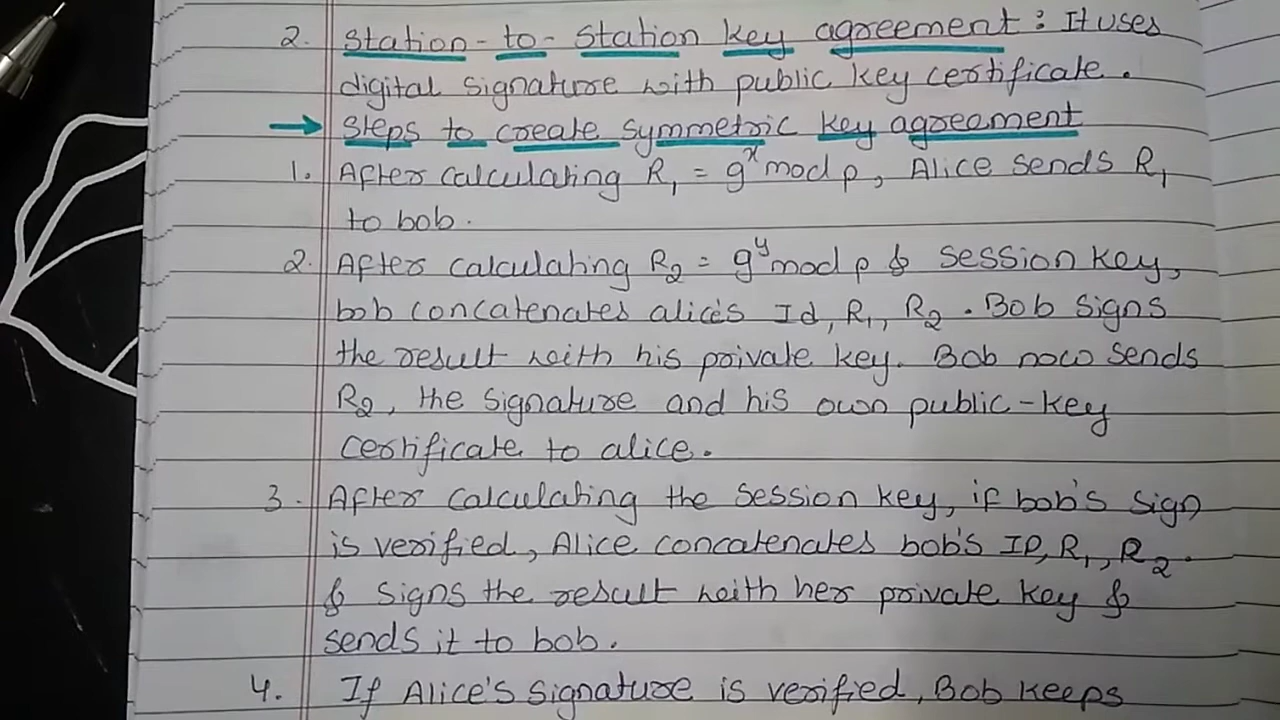 2. Station-to-Station key agreement: It uses
digital signature with public key certificate.
→ Steps to create symmetric key agreement
1. After calculating R₁ = gˣ mod p, Alice sends R₁
to bob.
2. After calculating R₂ = gʸ mod p & session key,
bob concatenates alice's Id, R₁, R₂. Bob signs
the result with his private key. Bob now sends
R₂, the signature and his own public-key
certificate to alice.
3. After calculating the session key, if bob's sign
is verified, Alice concatenates bob's ID, R₁, R₂.
& signs the result with her private key &
sends it to bob.
4. If Alice's signature is verified, Bob keeps